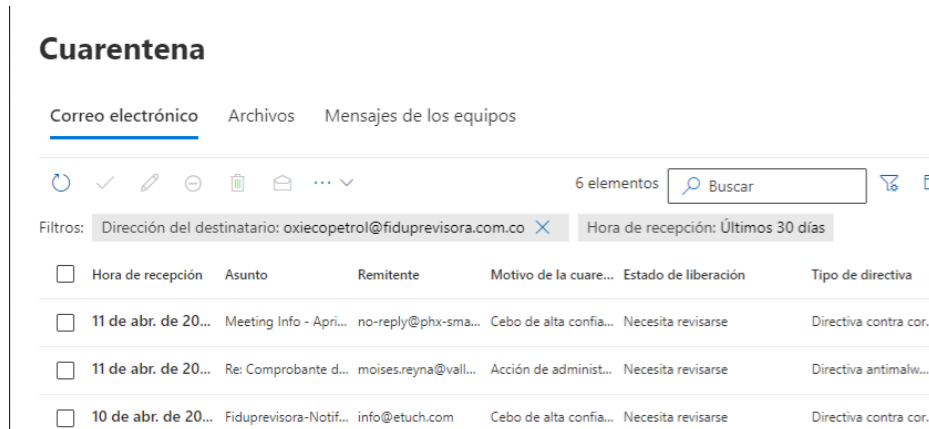 Cuarentena
Correo electrónico Archivos Mensajes de los equipos
6 elementos Buscar
Filtros: Dirección del destinatario: oxiecopetrol@fiduprevisora.com.co Hora de recepción: Últimos 30 días
Hora de recepción Asunto Remitente Motivo de la cuare... Estado de liberación Tipo de directiva
11 de abr. de 20... Meeting Info - Apri... no-reply@phx-sma... Cebo de alta confia... Necesita revisarse Directiva contra cor.
11 de abr. de 20... Re: Comprobante d... moises.reyna@vall... Acción de administ... Necesita revisarse Directiva antimalw...
10 de abr. de 20... Fiduprevisora-Notif... info@etuch.com Cebo de alta confia... Necesita revisarse Directiva contra cor.